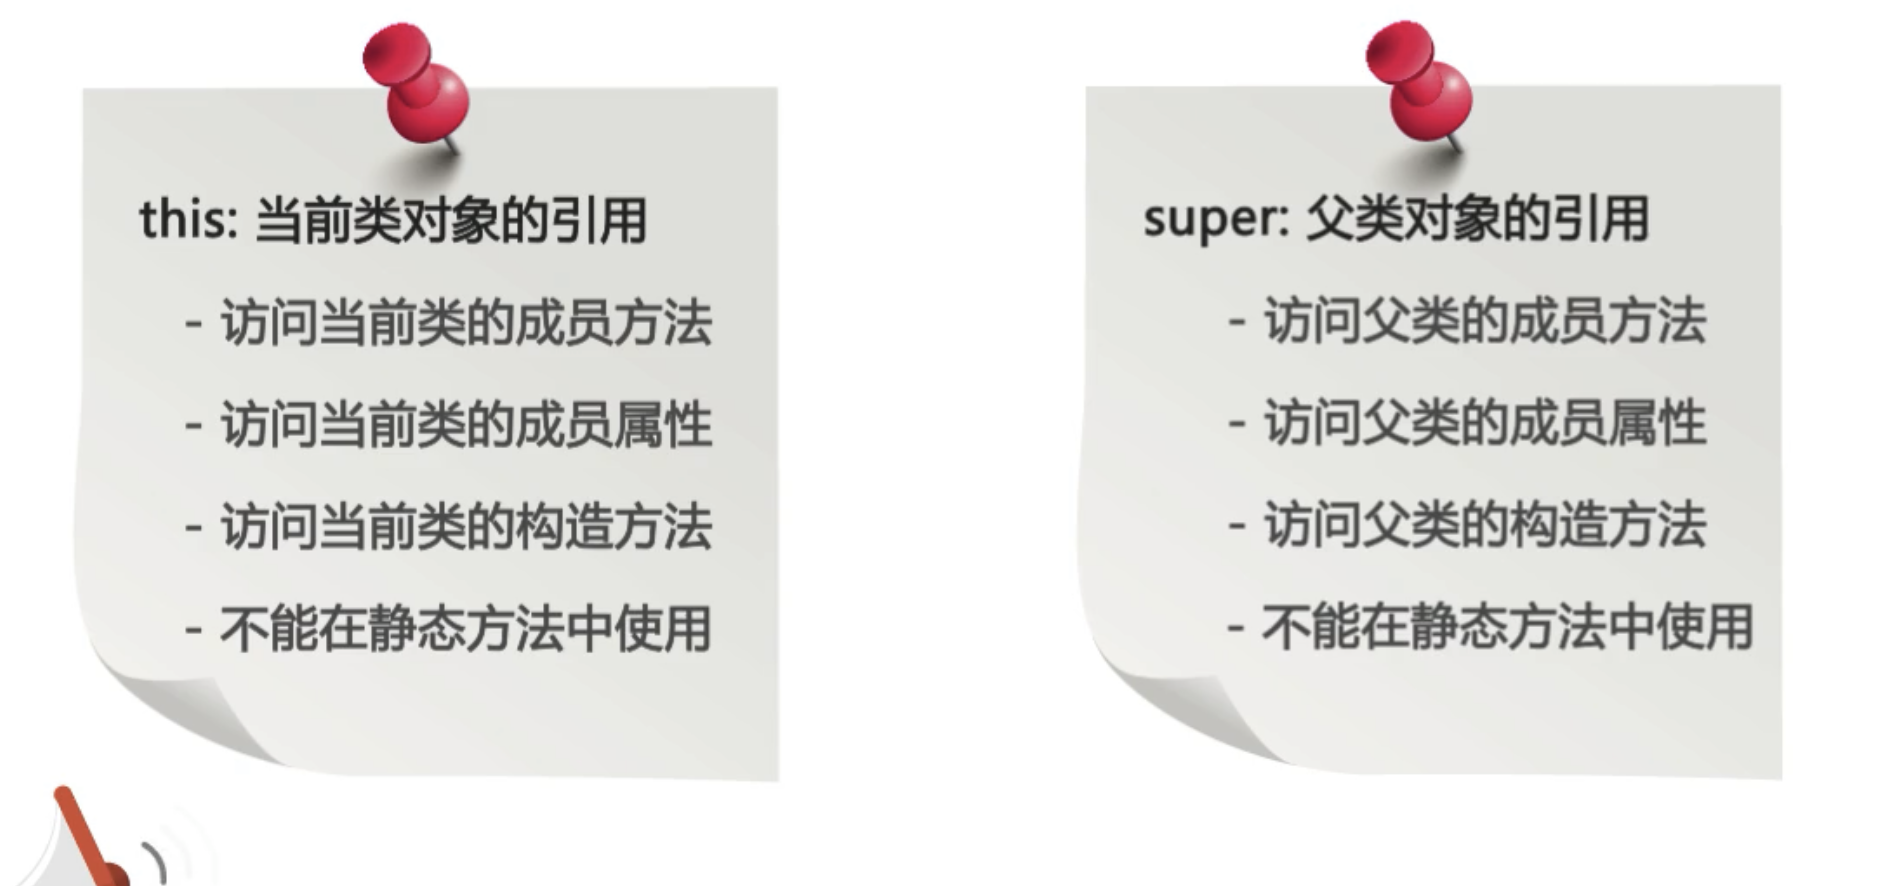 this: 当前类对象的引用
- 访问当前类的成员方法
- 访问当前类的成员属性
- 访问当前类的构造方法
- 不能在静态方法中使用
super: 父类对象的引用
- 访问父类的成员方法
- 访问父类的成员属性
- 访问父类的构造方法
- 不能在静态方法中使用